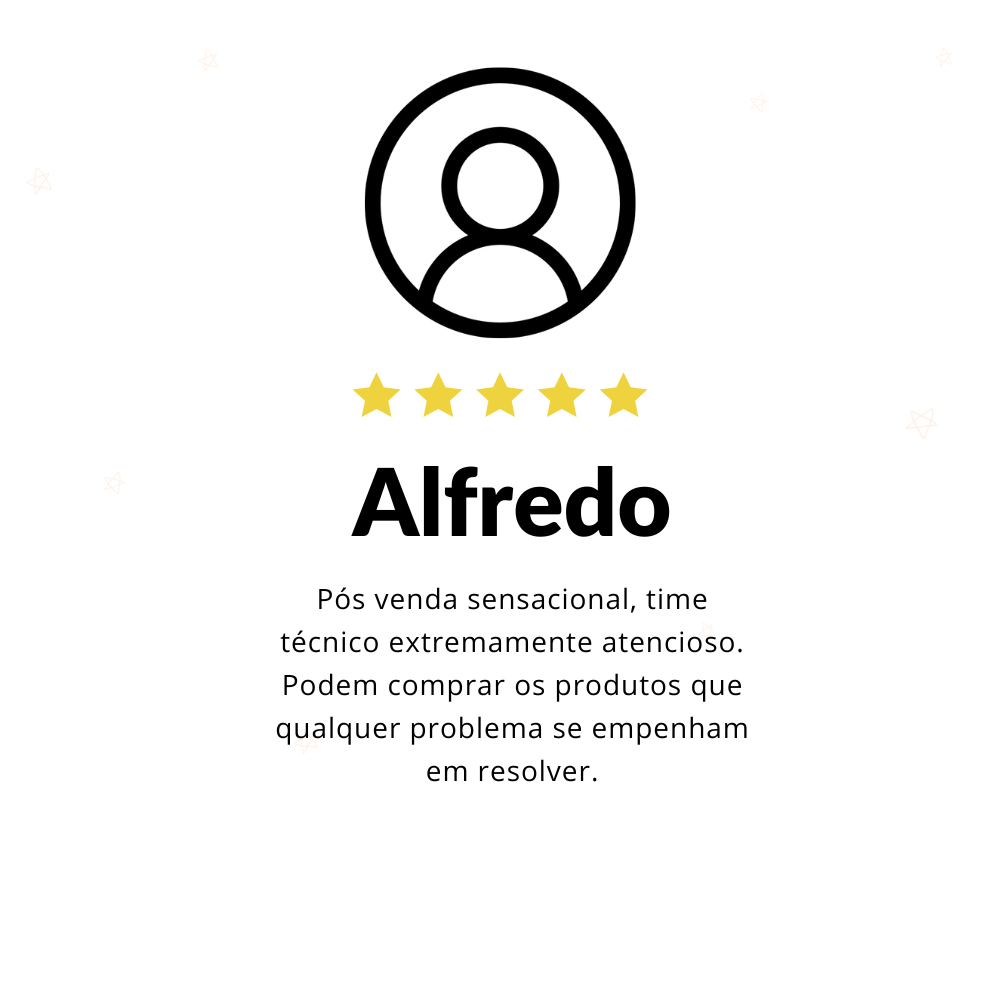 Alfredo
Pós venda sensacional, time
técnico extremamente atencioso.
Podem comprar os produtos que
qualquer problema se empenham
em resolver.